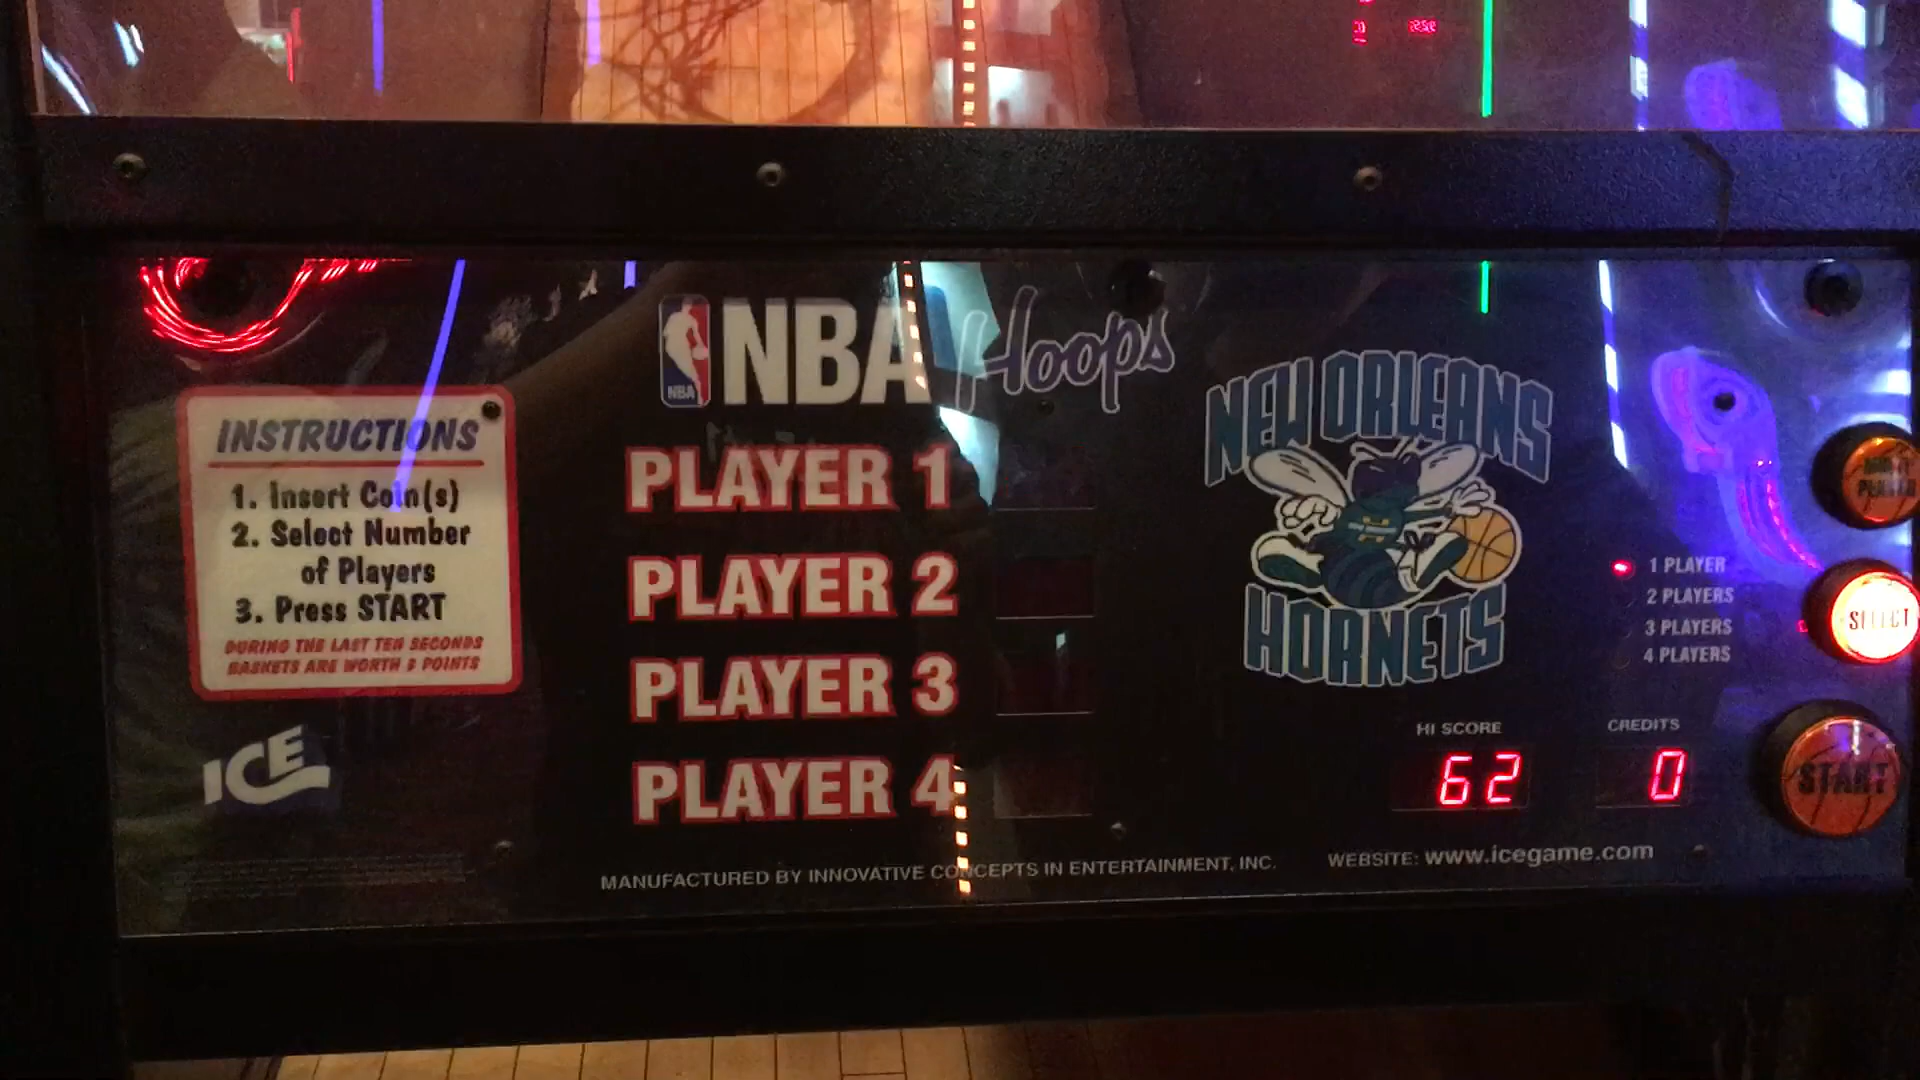 NBA Hoops
NBA
INSTRUCTIONS
1. Insert Coin(s)
2. Select Number
of Players
3. Press START
DURING THE LAST TEN SECONDS
BASKETS ARE WORTH 3 POINTS
ICE
PLAYER 1
PLAYER 2
PLAYER 3
PLAYER 4
NEW ORLEANS
HORNETS
1 PLAYER
2 PLAYERS
3 PLAYERS
4 PLAYERS
SELECT
START
HI SCORE
62
CREDITS
0
MANUFACTURED BY INNOVATIVE CONCEPTS IN ENTERTAINMENT, INC.
WEBSITE: www.icegame.com